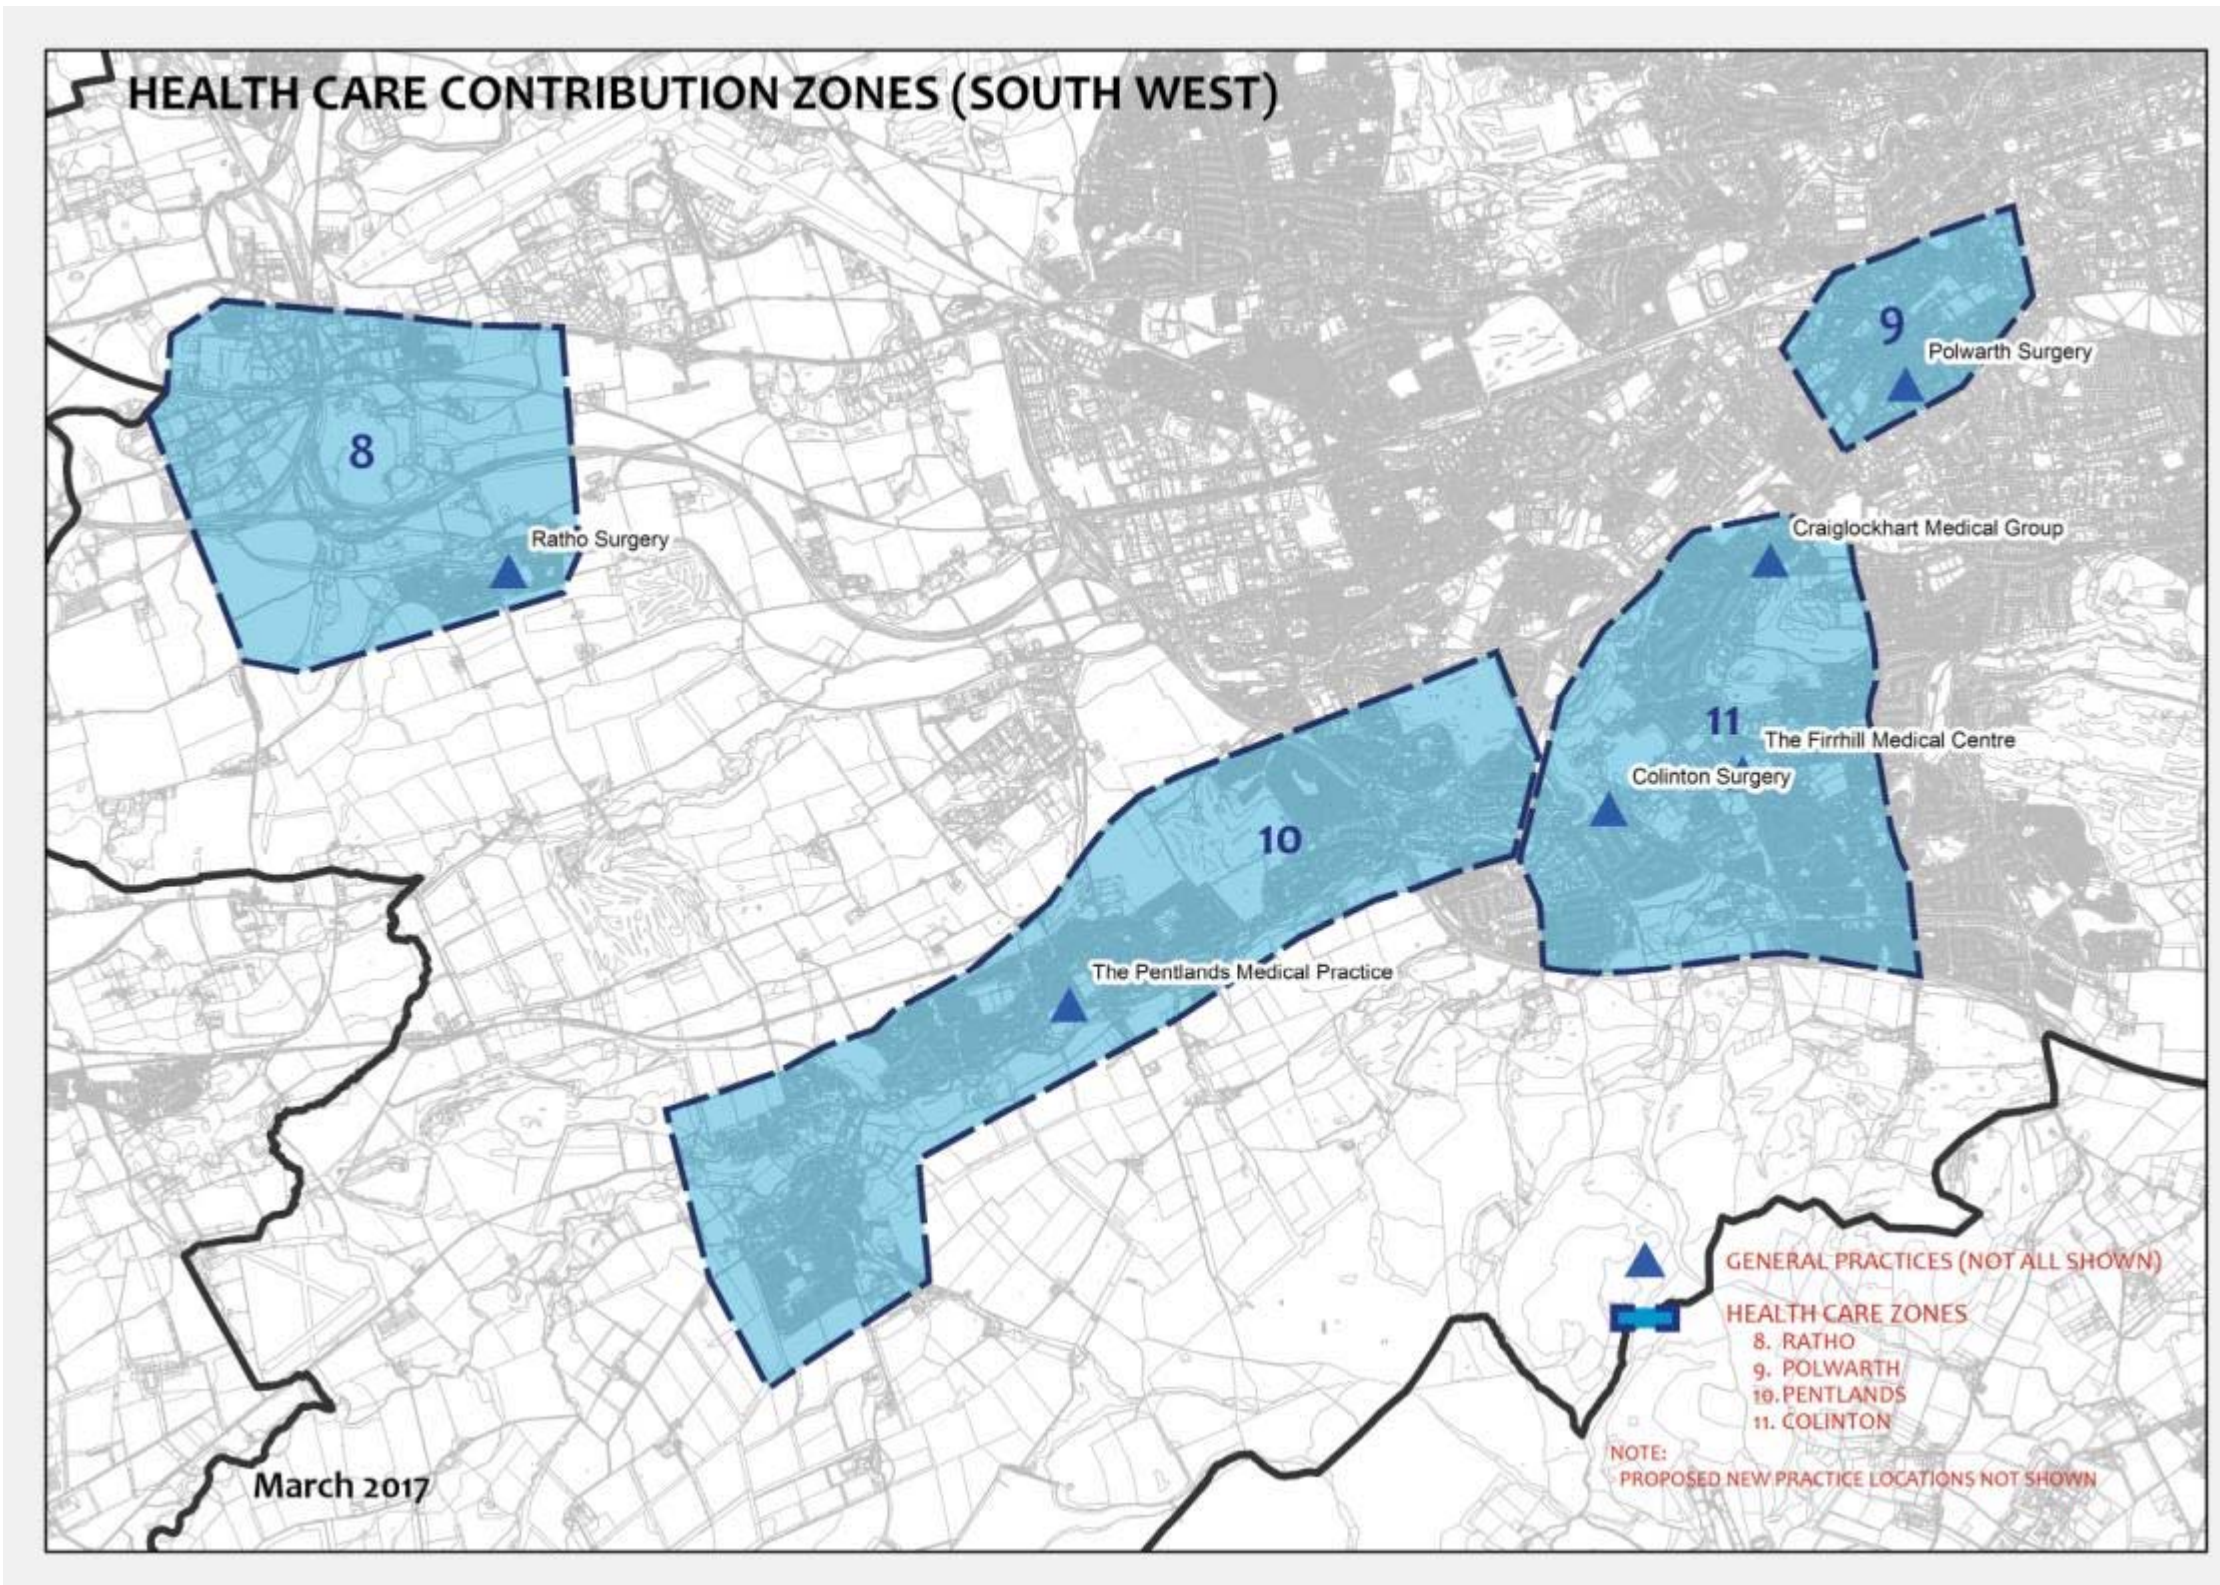 HEALTH CARE CONTRIBUTION ZONES (SOUTH WEST)
9
Polwarth Surgery
8
Ratho Surgery
Craiglockhart Medical Group
11
The Firrhill Medical Centre
Colinton Surgery
10
The Pentlands Medical Practice
GENERAL PRACTICES (NOT ALL SHOWN)
HEALTH CARE ZONES
8. RATHO
9. POLWARTH
10. PENTLANDS
11. COLINTON
NOTE:
PROPOSED NEW PRACTICE LOCATIONS NOT SHOWN
March 2017